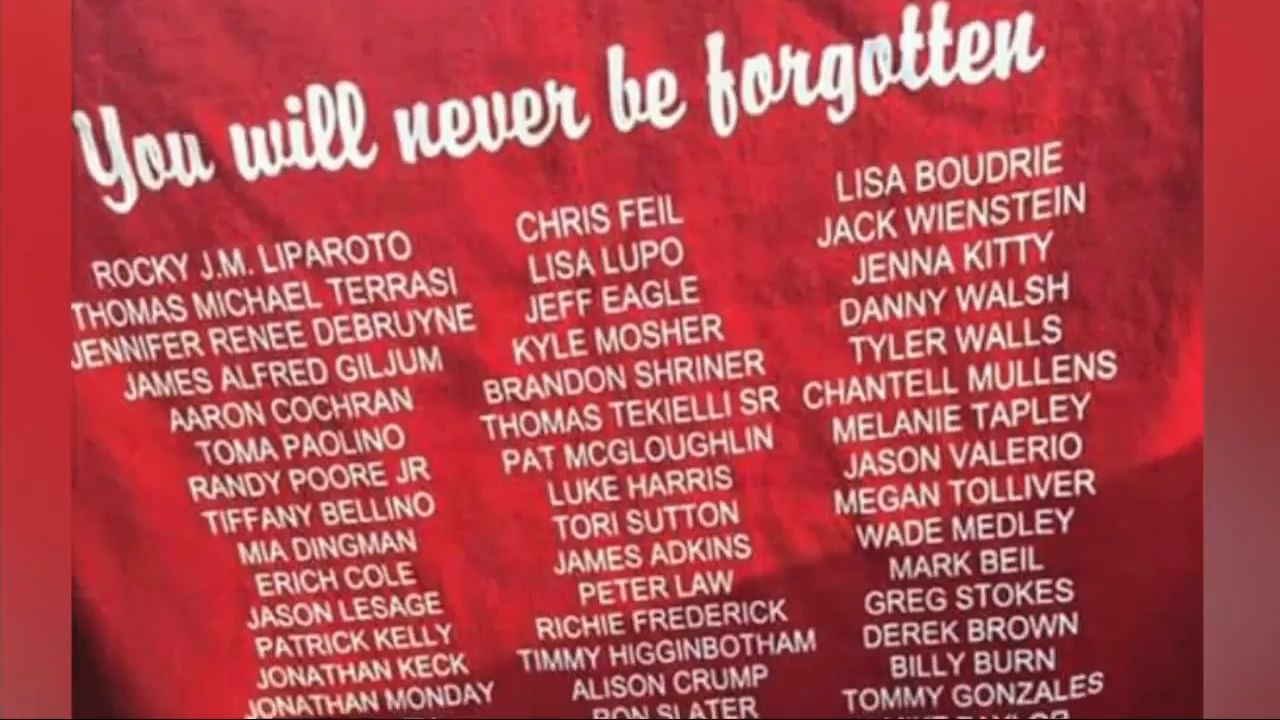 You will never be forgotten
ROCKY J.M. LIPAROTO
THOMAS MICHAEL TERRASI
JENNIFER RENEE DEBRUYNE
JAMES ALFRED GILJUM
AARON COCHRAN
TOMA PAOLINO
RANDY POORE JR
TIFFANY BELLINO
MIA DINGMAN
ERICH COLE
JASON LESAGE
PATRICK KELLY
JONATHAN KECK
JONATHAN MONDAY
CHRIS FEIL
LISA LUPO
JEFF EAGLE
KYLE MOSHER
BRANDON SHRINER
THOMAS TEKIELLI SR
PAT MCGLOUGHLIN
LUKE HARRIS
TORI SUTTON
JAMES ADKINS
PETER LAW
RICHIE FREDERICK
TIMMY HIGGINBOTHAM
ALISON CRUMP
RON SLATER
LISA BOUDRIE
JACK WIENSTEIN
JENNA KITTY
DANNY WALSH
TYLER WALLS
CHANTELL MULLENS
MELANIE TAPLEY
JASON VALERIO
MEGAN TOLLIVER
WADE MEDLEY
MARK BEIL
GREG STOKES
DEREK BROWN
BILLY BURN
TOMMY GONZALES